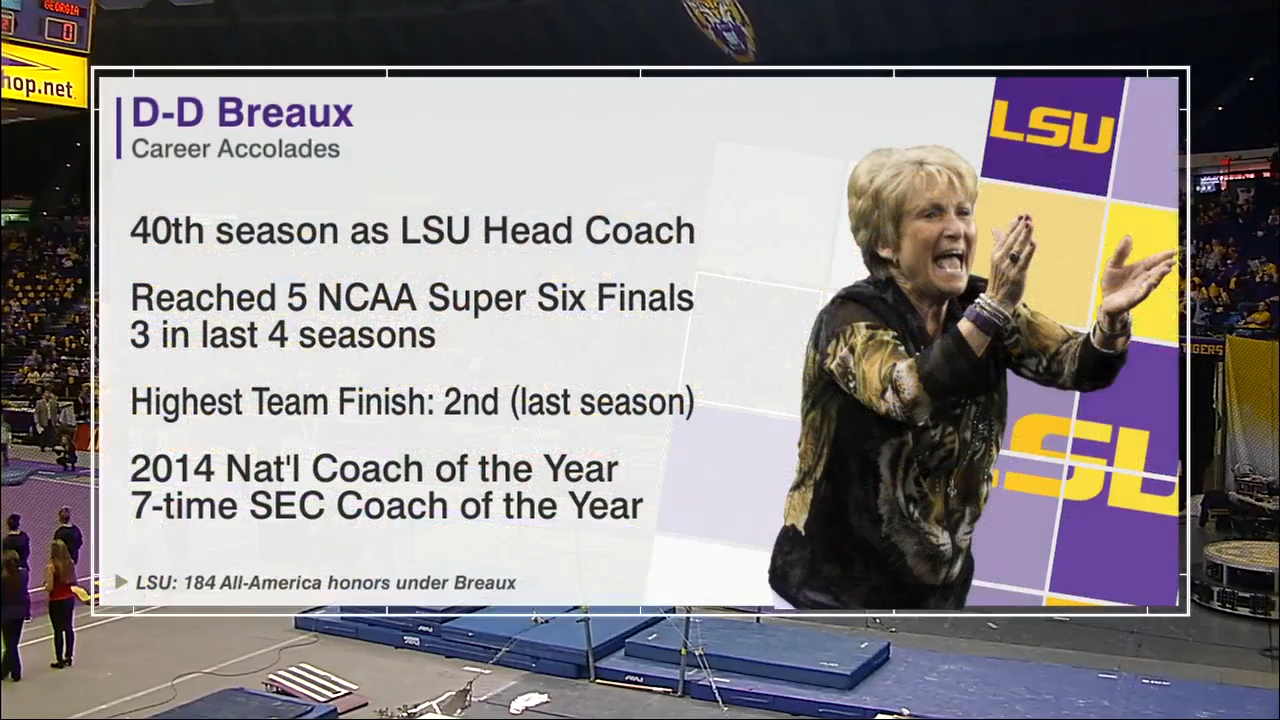 GEORGIA
0
hop.net
D-D Breaux
Career Accolades
LSU
40th season as LSU Head Coach
Reached 5 NCAA Super Six Finals
3 in last 4 seasons
Highest Team Finish: 2nd (last season)
2014 Nat'l Coach of the Year
7-time SEC Coach of the Year
LSU: 184 All-America honors under Breaux
TIGERS